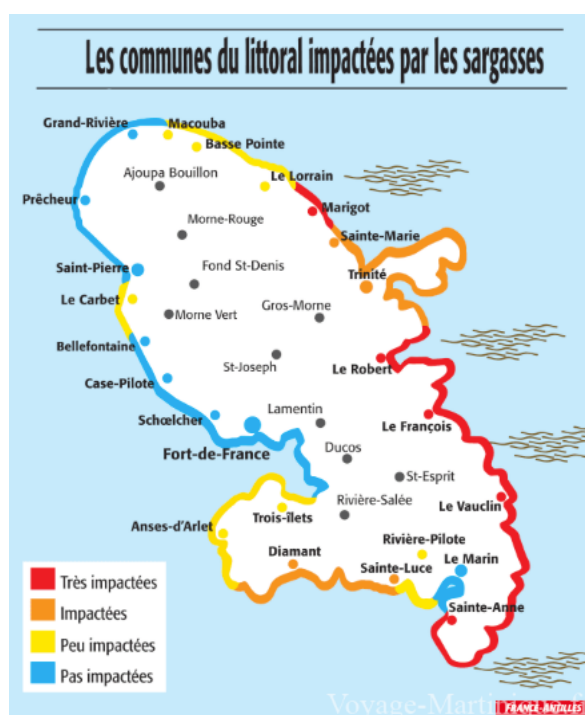 Les communes du littoral impactées par les sargasses
Grand-Rivière
Macouba
Basse Pointe
Ajoupa Bouillon
Le Lorrain
Prêcheur
Marigot
Morne-Rouge
Sainte-Marie
Saint-Pierre
Fond St-Denis
Trinité
Le Carbet
Morne Vert
Gros-Morne
Bellefontaine
St-Joseph
Le Robert
Case-Pilote
Schœlcher
Lamentin
Le François
Fort-de-France
Ducos
St-Esprit
Rivière-Salée
Le Vauclin
Trois-îlets
Anses-d'Arlet
Rivière-Pilote
Diamant
Sainte-Luce
Le Marin
Sainte-Anne
Très impactées
Impactées
Peu impactées
Pas impactées
FRANCE-ANTILLES